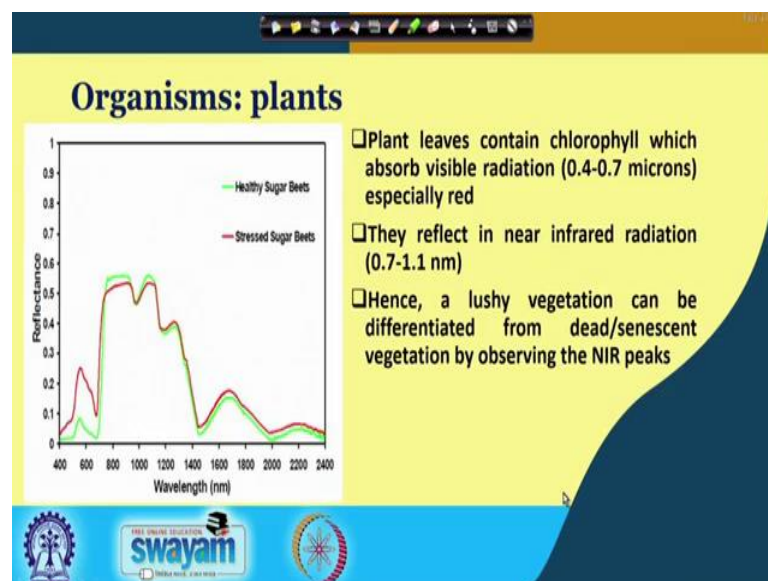 Organisms: plants
1
0.9
0.8
0.7
0.6
0.5
0.4
0.3
0.2
0.1
0
Reflectance
Healthy Sugar Beets
Stressed Sugar Beets
400 600 800 1000 1200 1400 1600 1800 2000 2200 2400
Wavelength (nm)
Plant leaves contain chlorophyll which
absorb visible radiation (0.4-0.7 microns)
especially red
They reflect in near infrared radiation
(0.7-1.1 nm)
Hence, a lushy vegetation can be
differentiated from dead/senescent
vegetation by observing the NIR peaks
FREE ONLINE EDUCATION
swayam